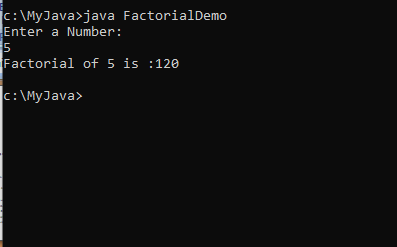 c:\MyJava>java FactorialDemo
Enter a Number:
5
Factorial of 5 is :120
c:\MyJava>